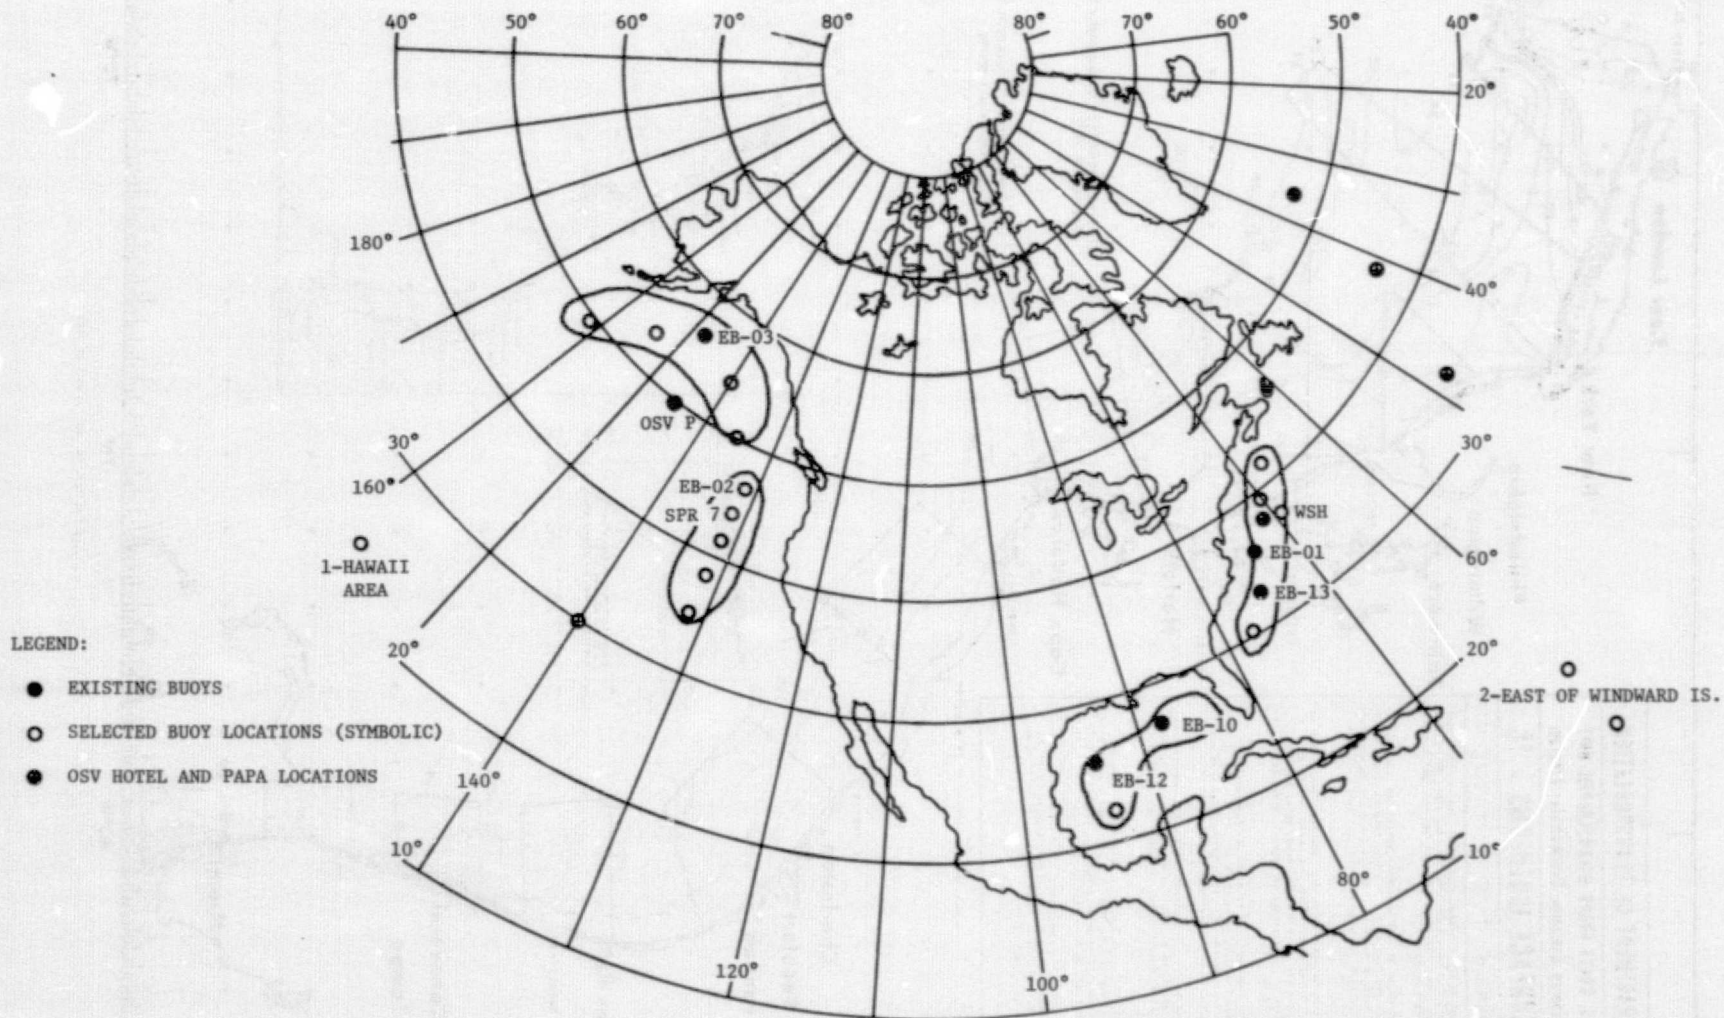 40° 50° 60° 70° 80° 80° 70° 60° 50° 40°
20°
180°
40°
EB-03
OSV P
30°
30°
160°
EB-02
SPR 7
WSH
EB-01
60°
1-HAWAII
AREA
EB-13
LEGEND:
20°
20°
EXISTING BUOYS
2-EAST OF WINDWARD IS.
EB-10
SELECTED BUOY LOCATIONS (SYMBOLIC)
OSV HOTEL AND PAPA LOCATIONS
140°
EB-12
10°
10°
80°
120°
100°